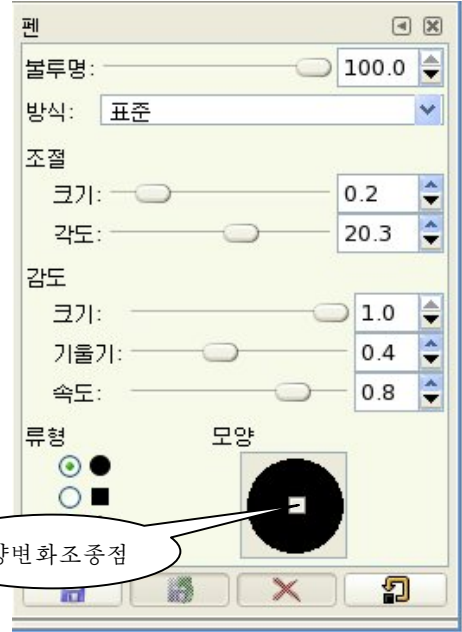 펜
불투명: 100.0
방식: 표준
조절
크기: 0.2
각도: 20.3
감도
크기: 1.0
기울기: 0.4
속도: 0.8
류형 모양
양변화조종점